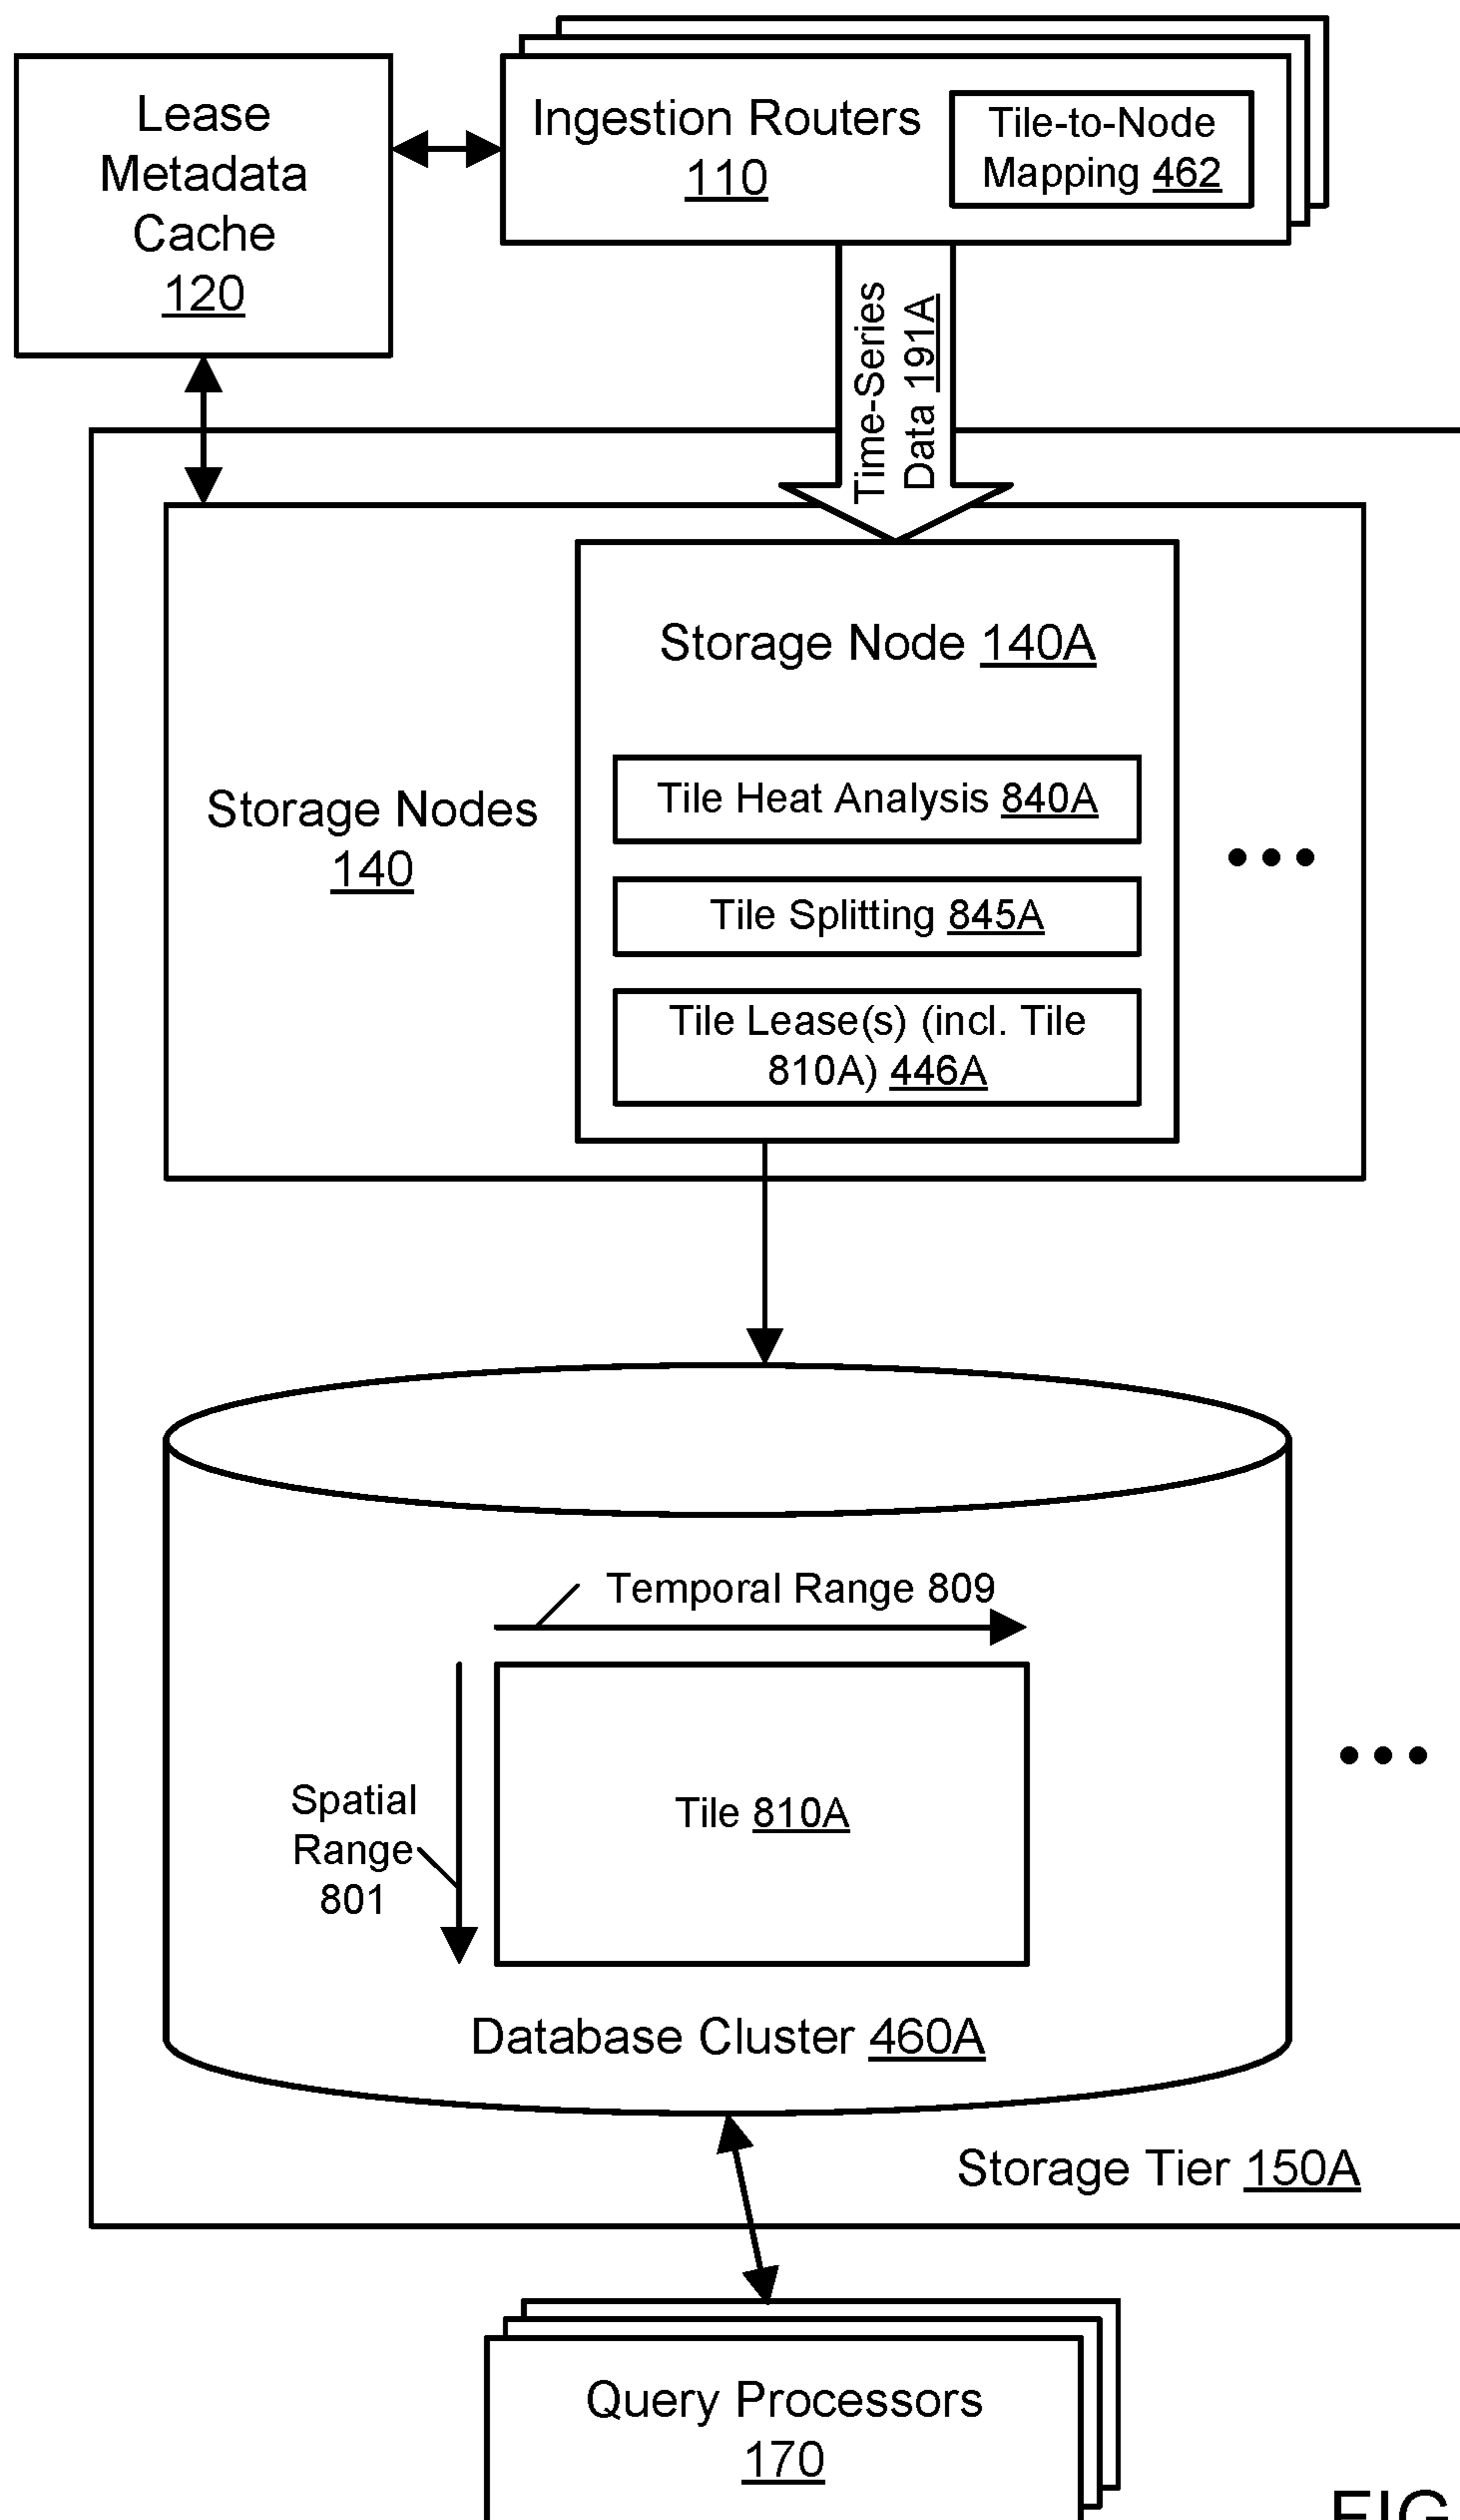 Lease
Metadata
Cache
120
Ingestion Routers
110
Tile-to-Node
Mapping 462
Time-Series
Data 191A
Storage Node 140A
Storage Nodes
140
Tile Heat Analysis 840A
Tile Splitting 845A
Tile Lease(s) (incl. Tile
810A) 446A
Temporal Range 809
Spatial
Range
801
Tile 810A
Database Cluster 460A
Storage Tier 150A
Query Processors
170
FIG